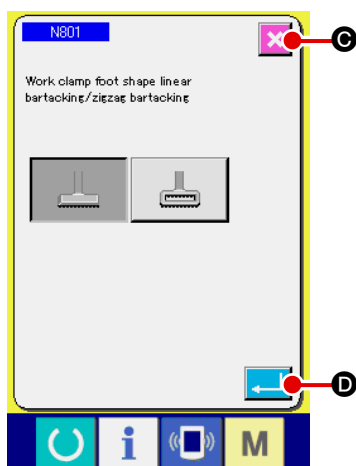 N801
C
Work clamp foot shape linear
bartacking/zigzag bartacking
D
i
M